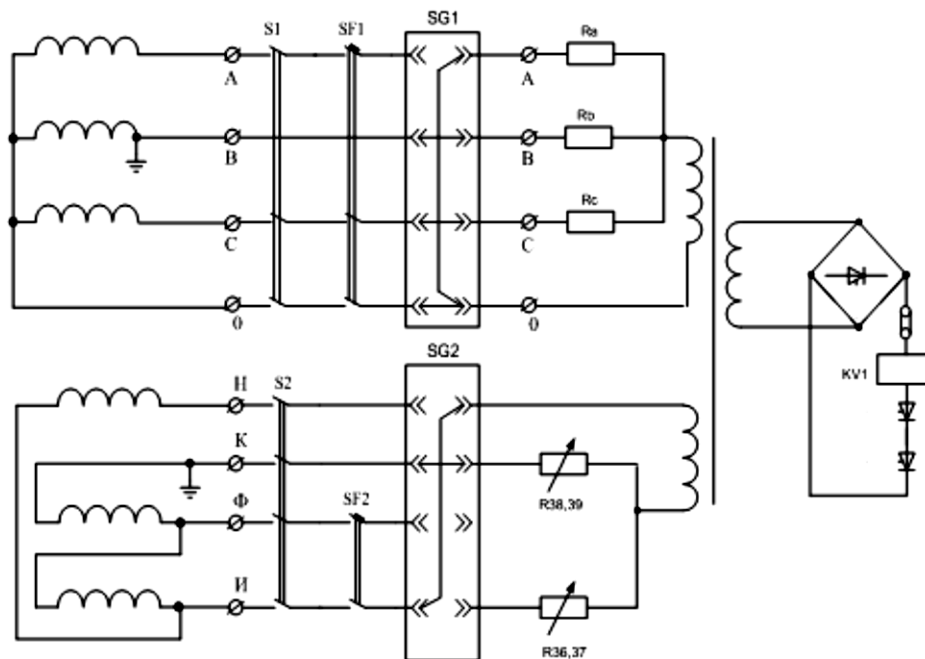 SG1
S1
SF1
Ra
A
A
Rb
B
B
Rc
C
C
0
0
KV1
SG2
H
S2
К
R38,39
Ф
SF2
И
R36,37